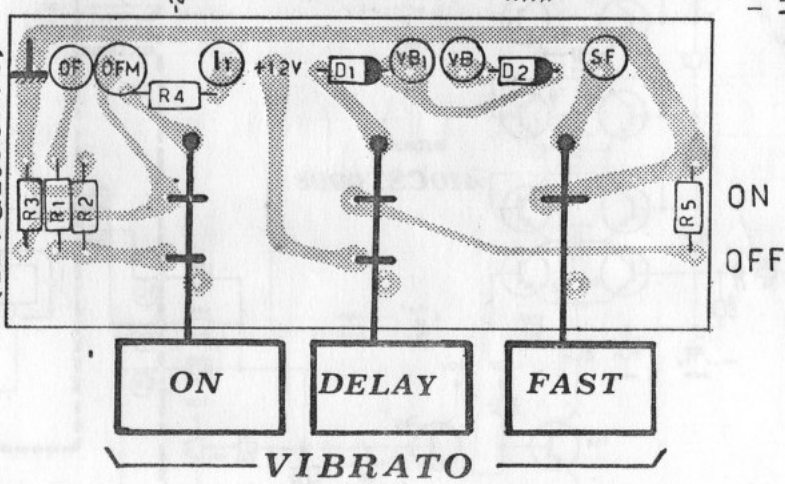 OF OFM I1 +12V D1 VB1 VB D2 SF
R4
R3 R1 R2 R5 ON
OFF
ON DELAY FAST
VIBRATO